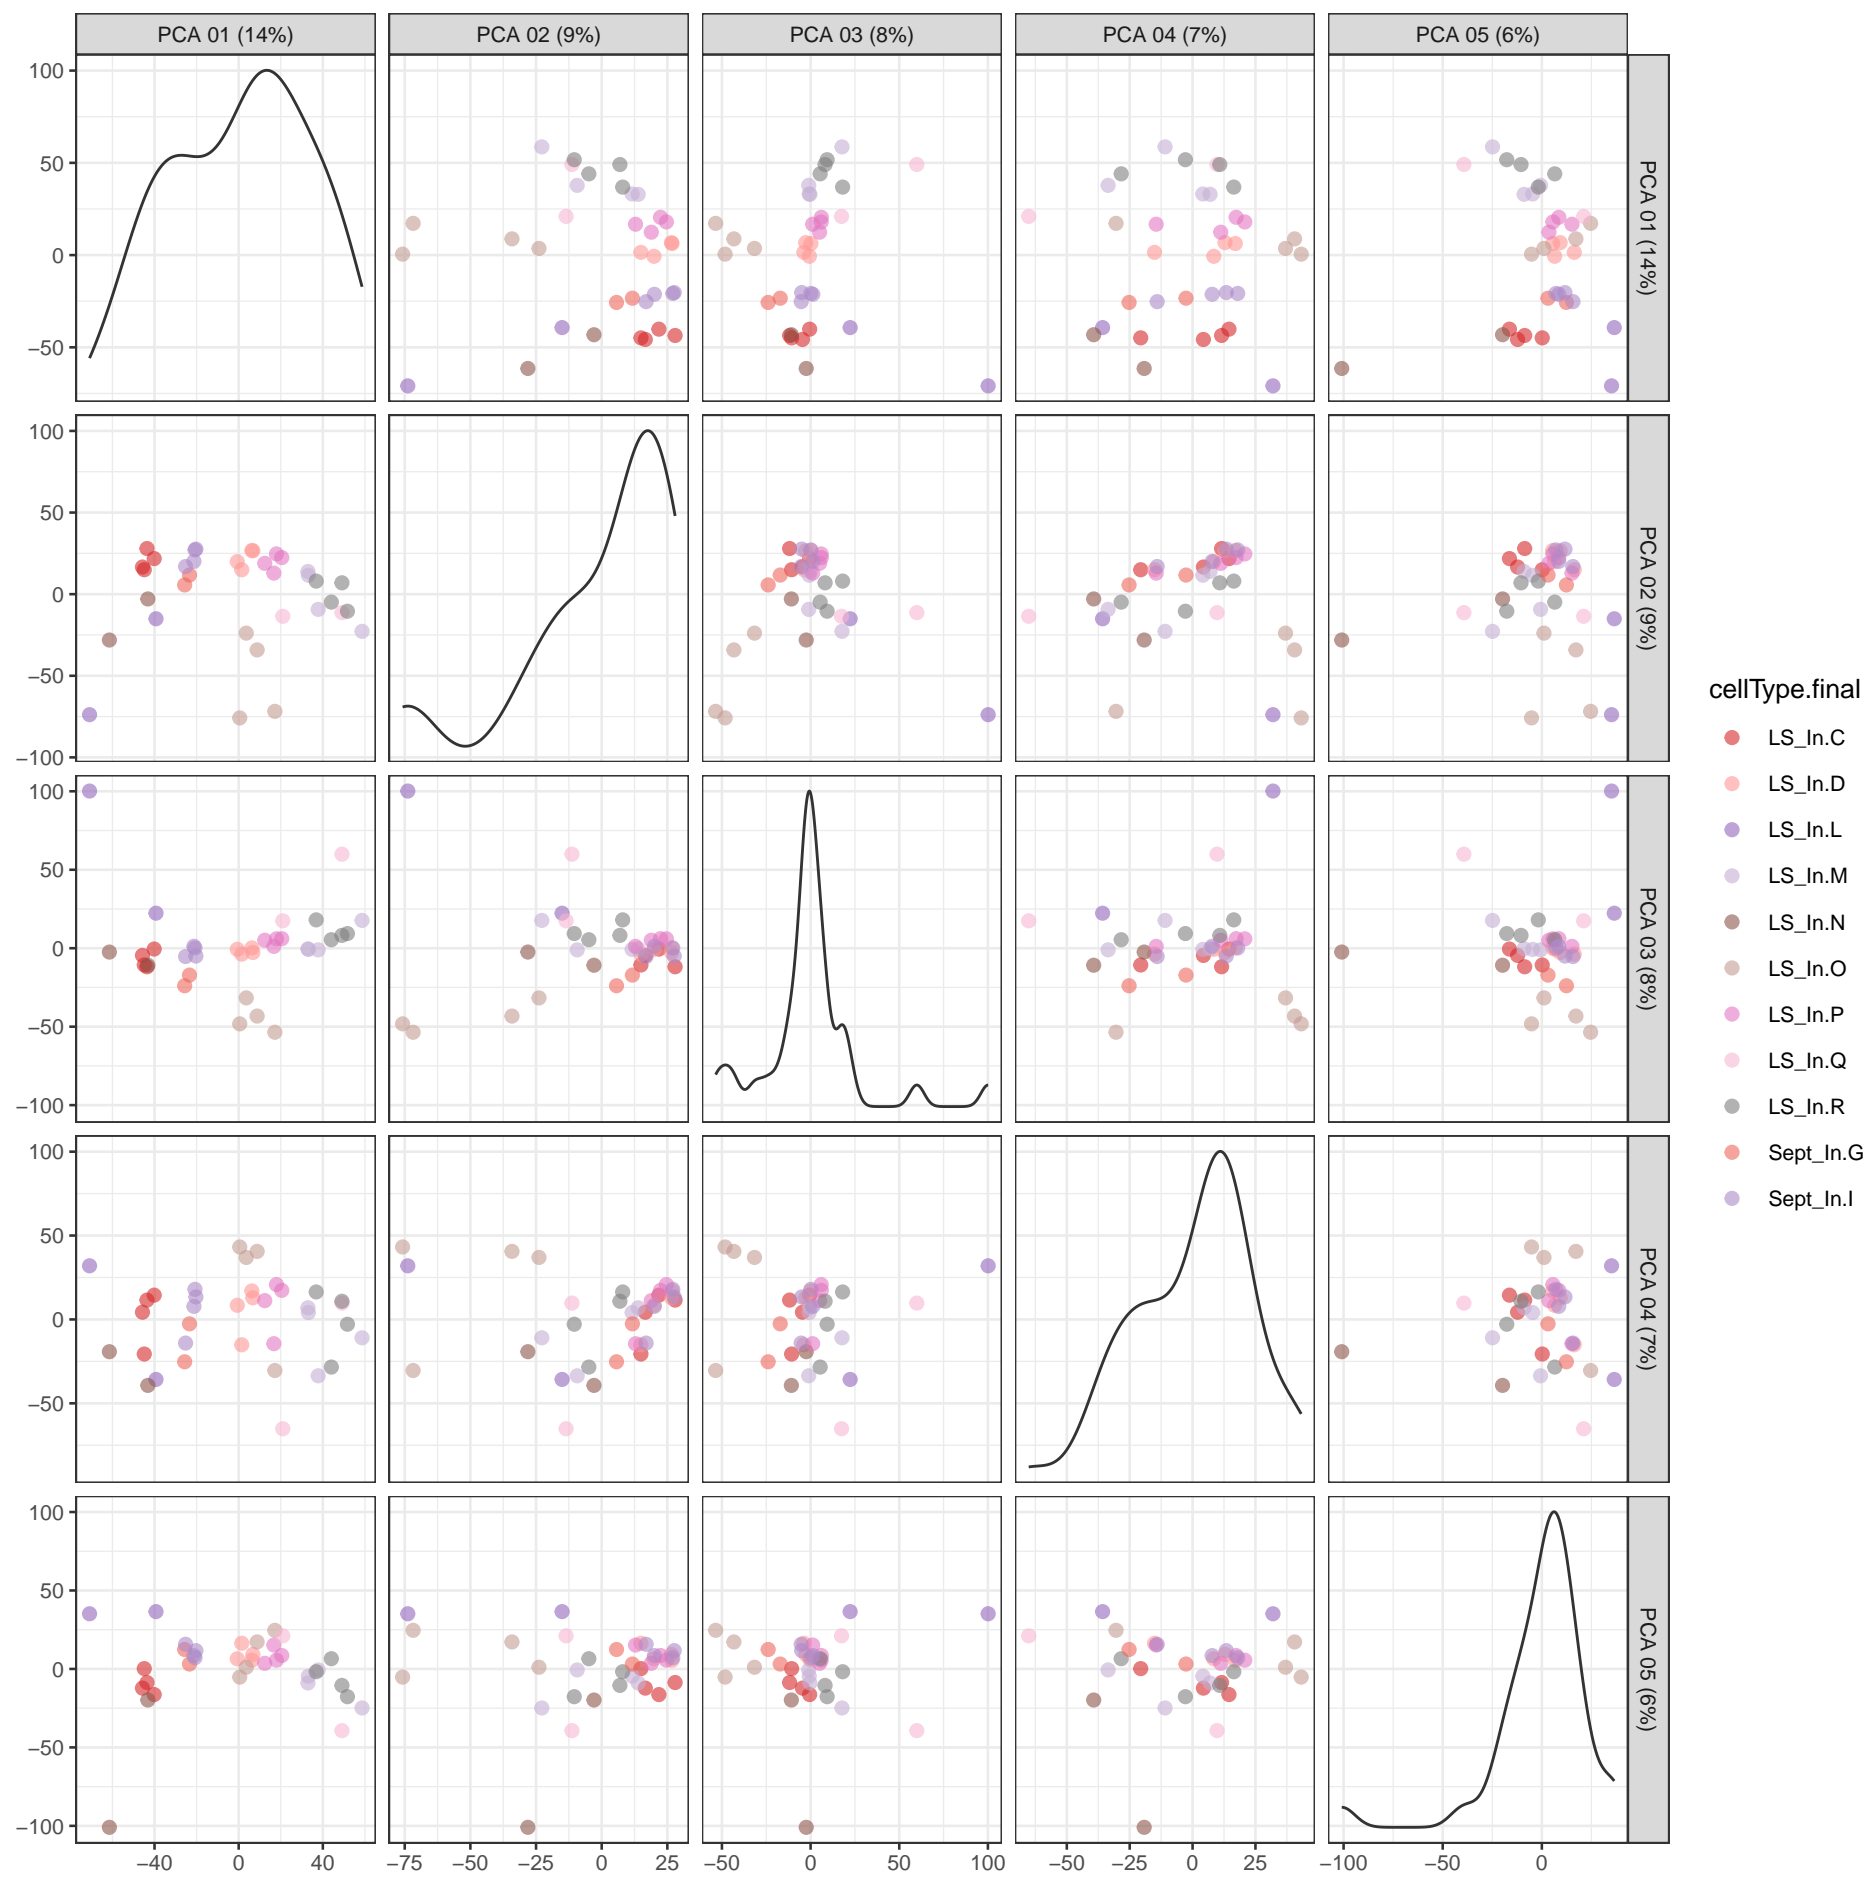 PCA 01 (14%) PCA 02 (9%) PCA 03 (8%) PCA 04 (7%) PCA 05 (6%)
100
50
0
−50
PCA 01 (14%)
100
50
0
−50
−100
PCA 02 (9%)
100
50
0
−50
−100
PCA 03 (8%)
100
50
0
−50
PCA 04 (7%)
100
50
0
−50
−100
PCA 05 (6%)
−40 0 40 −75 −50 −25 0 25 −50 0 50 100 −50 −25 0 25 −100 −50 0
cellType.final
LS_In.C
LS_In.D
LS_In.L
LS_In.M
LS_In.N
LS_In.O
LS_In.P
LS_In.Q
LS_In.R
Sept_In.G
Sept_In.I